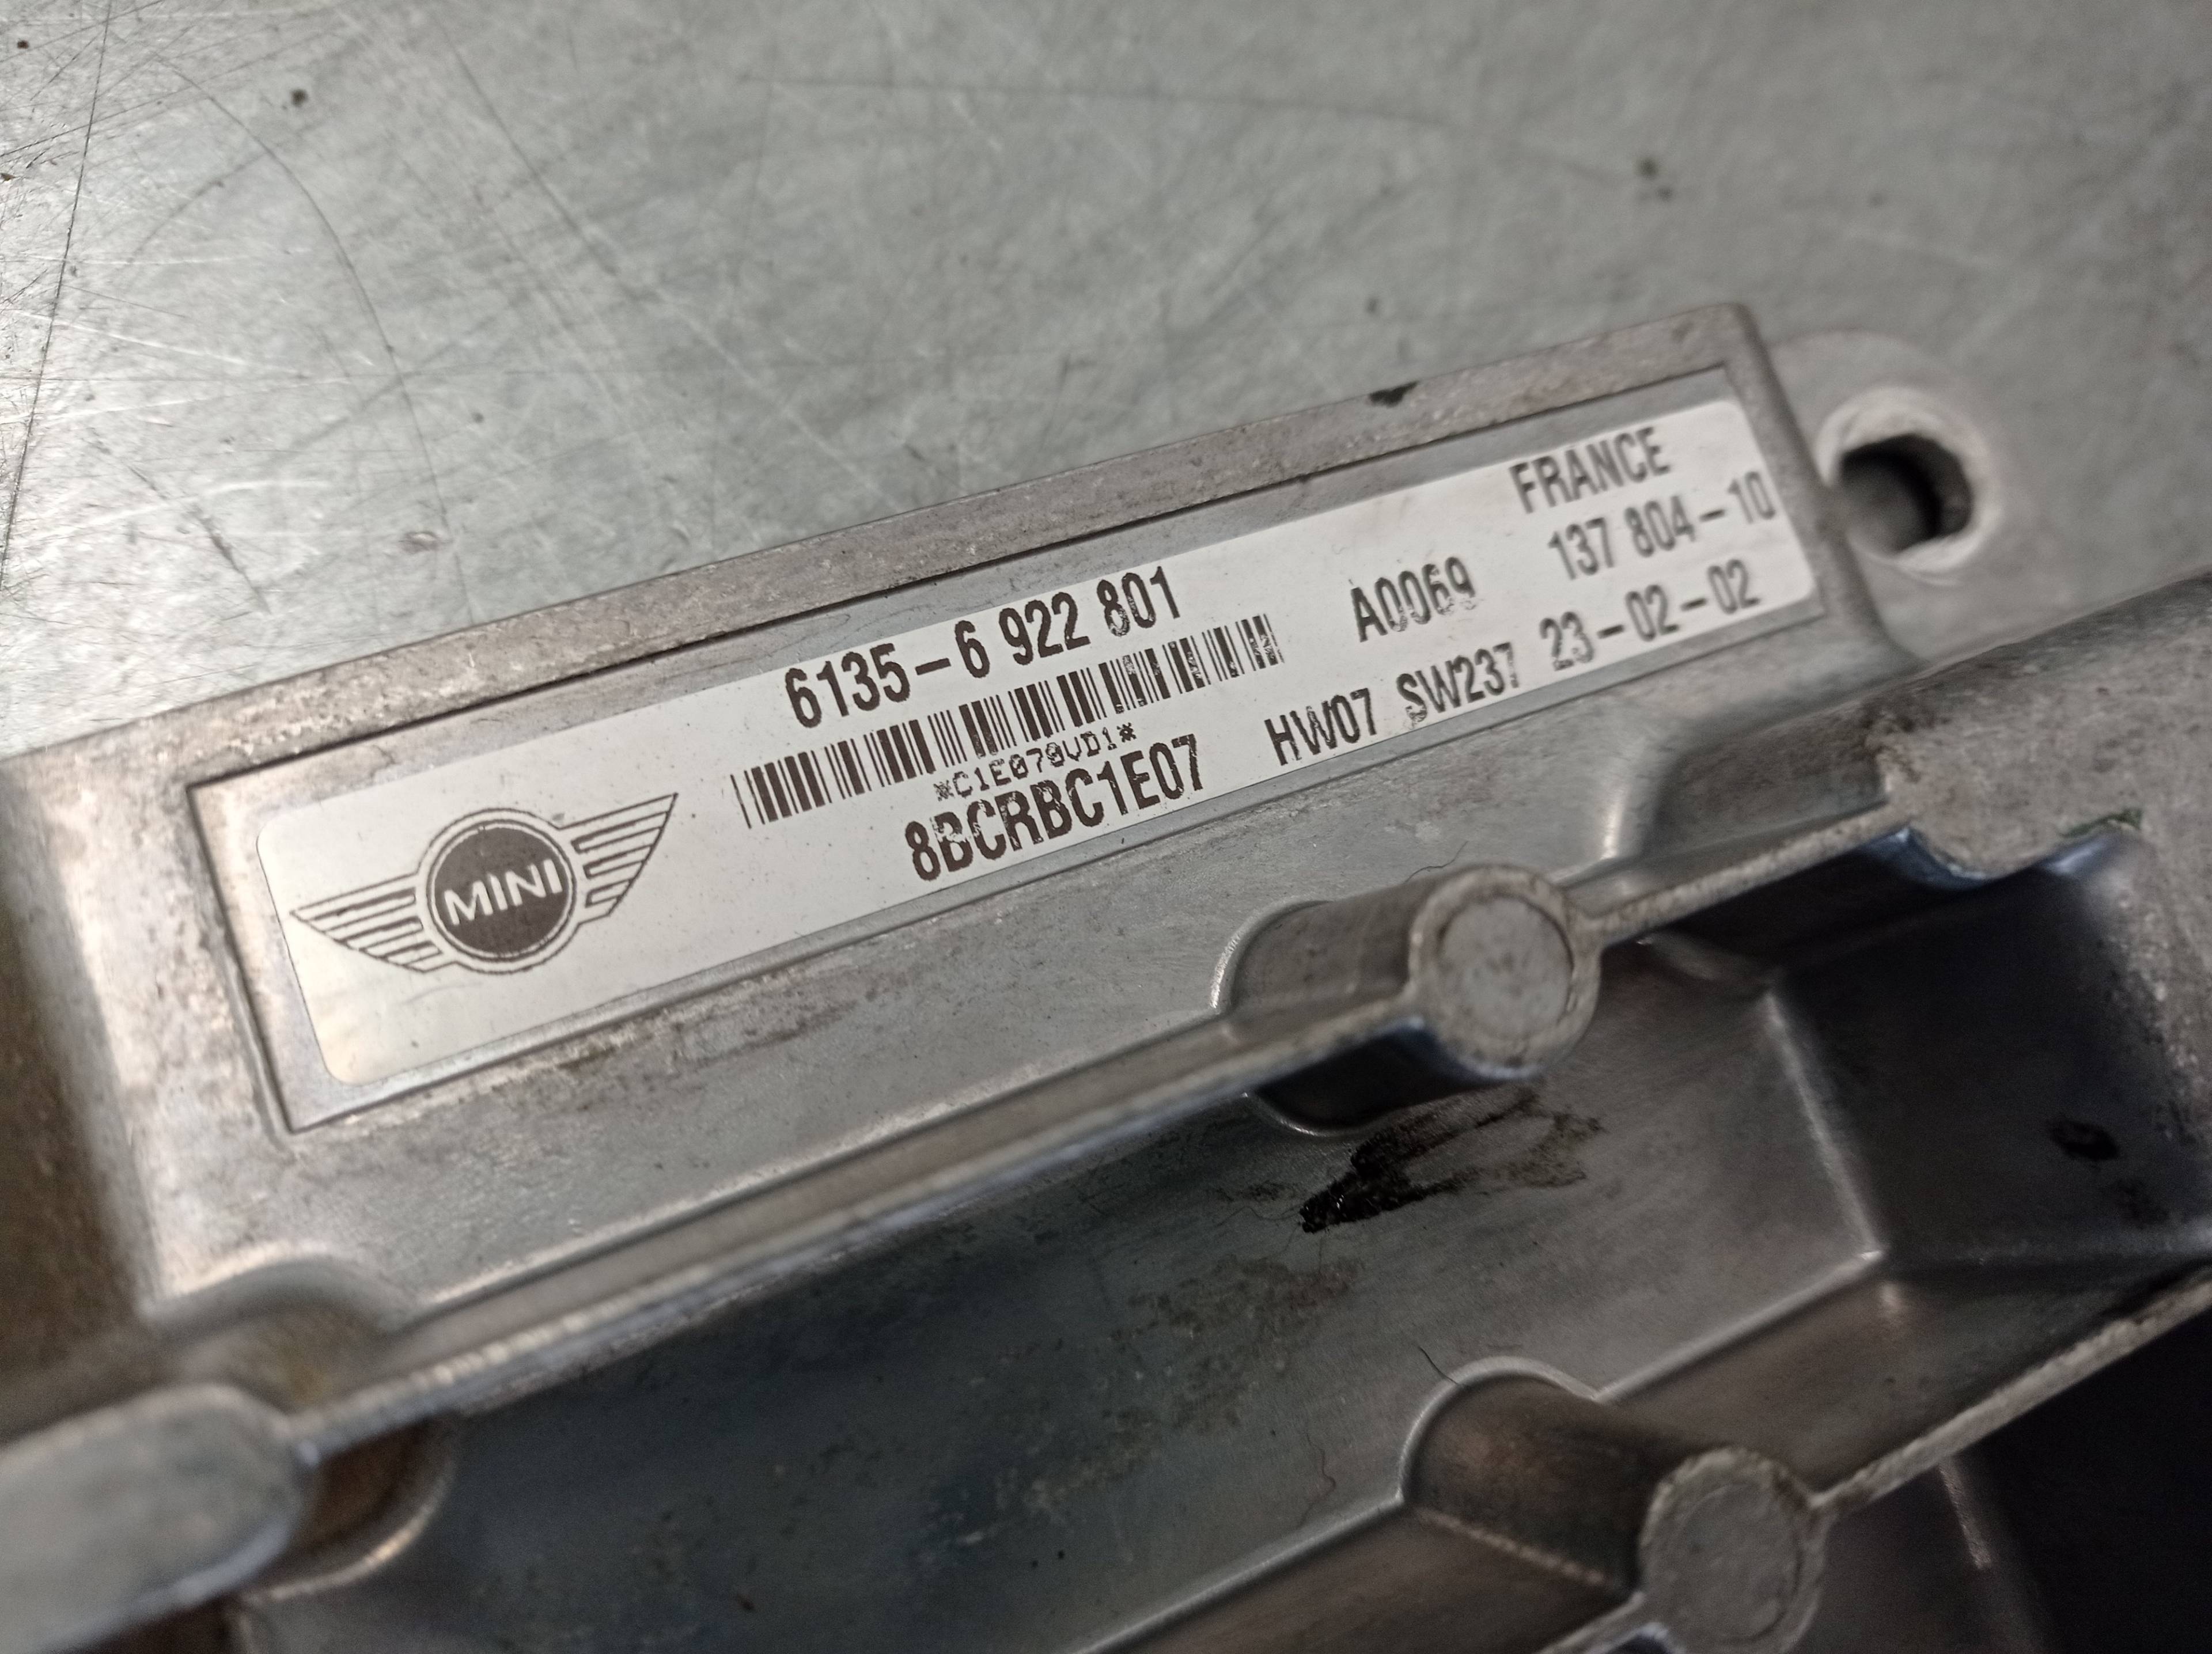 MINI
6135-6 922 801
*C1E070VD1*
8BCRBC1E07
FRANCE
A0069 137 804-10
HW07 SW237 23-02-02